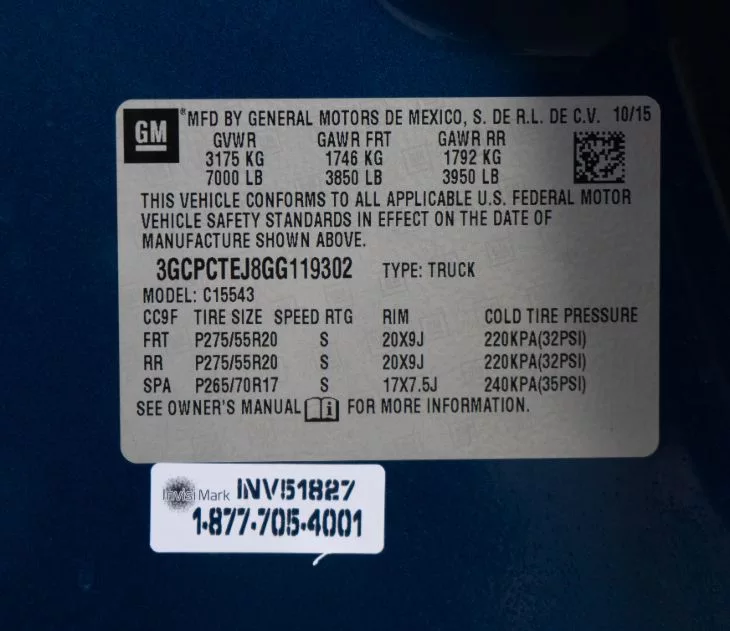 GM ® MFD BY GENERAL MOTORS DE MEXICO, S. DE R.L. DE C.V. 10/15
GVWR GAWR FRT GAWR RR
3175 KG 1746 KG 1792 KG
7000 LB 3850 LB 3950 LB
THIS VEHICLE CONFORMS TO ALL APPLICABLE U.S. FEDERAL MOTOR
VEHICLE SAFETY STANDARDS IN EFFECT ON THE DATE OF
MANUFACTURE SHOWN ABOVE.
3GCPCTEJ8GG119302 TYPE: TRUCK
MODEL: C15543
CC9F TIRE SIZE SPEED RTG RIM COLD TIRE PRESSURE
FRT P275/55R20 S 20X9J 220KPA(32PSI)
RR P275/55R20 S 20X9J 220KPA(32PSI)
SPA P265/70R17 S 17X7.5J 240KPA(35PSI)
SEE OWNER'S MANUAL i FOR MORE INFORMATION.
InvisiMark INV51827
1-877-705-4001